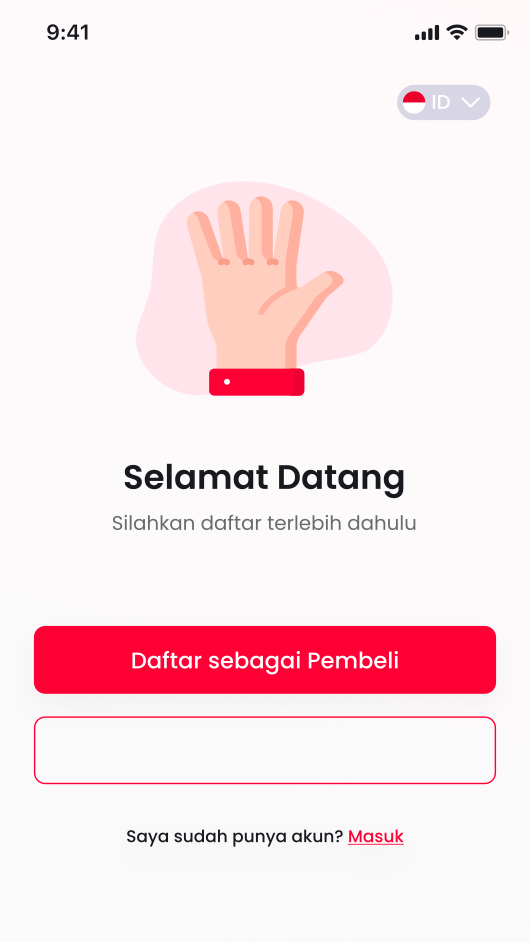 9:41
ID
Selamat Datang
Silahkan daftar terlebih dahulu
Daftar sebagai Pembeli
Saya sudah punya akun? Masuk